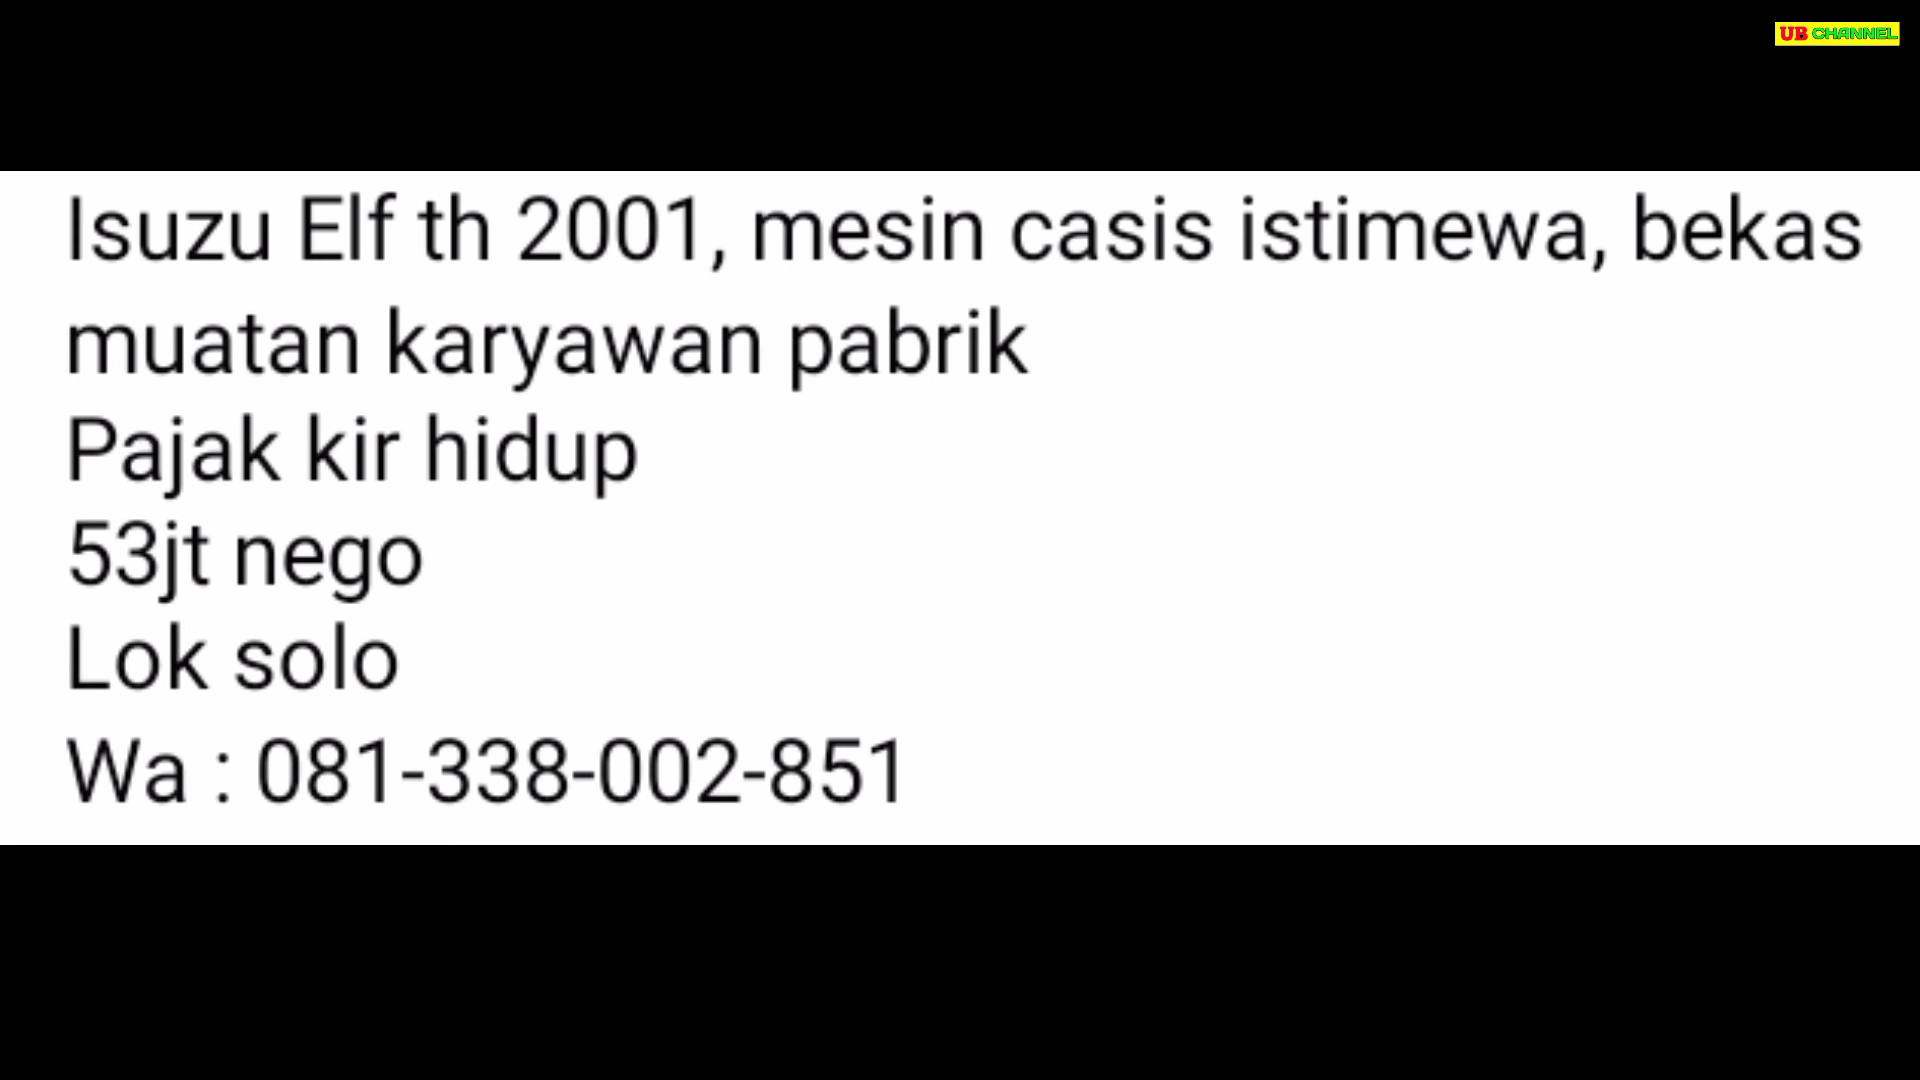 UB CHANNEL
Isuzu Elf th 2001, mesin casis istimewa, bekas
muatan karyawan pabrik
Pajak kir hidup
53jt nego
Lok solo
Wa : 081-338-002-851